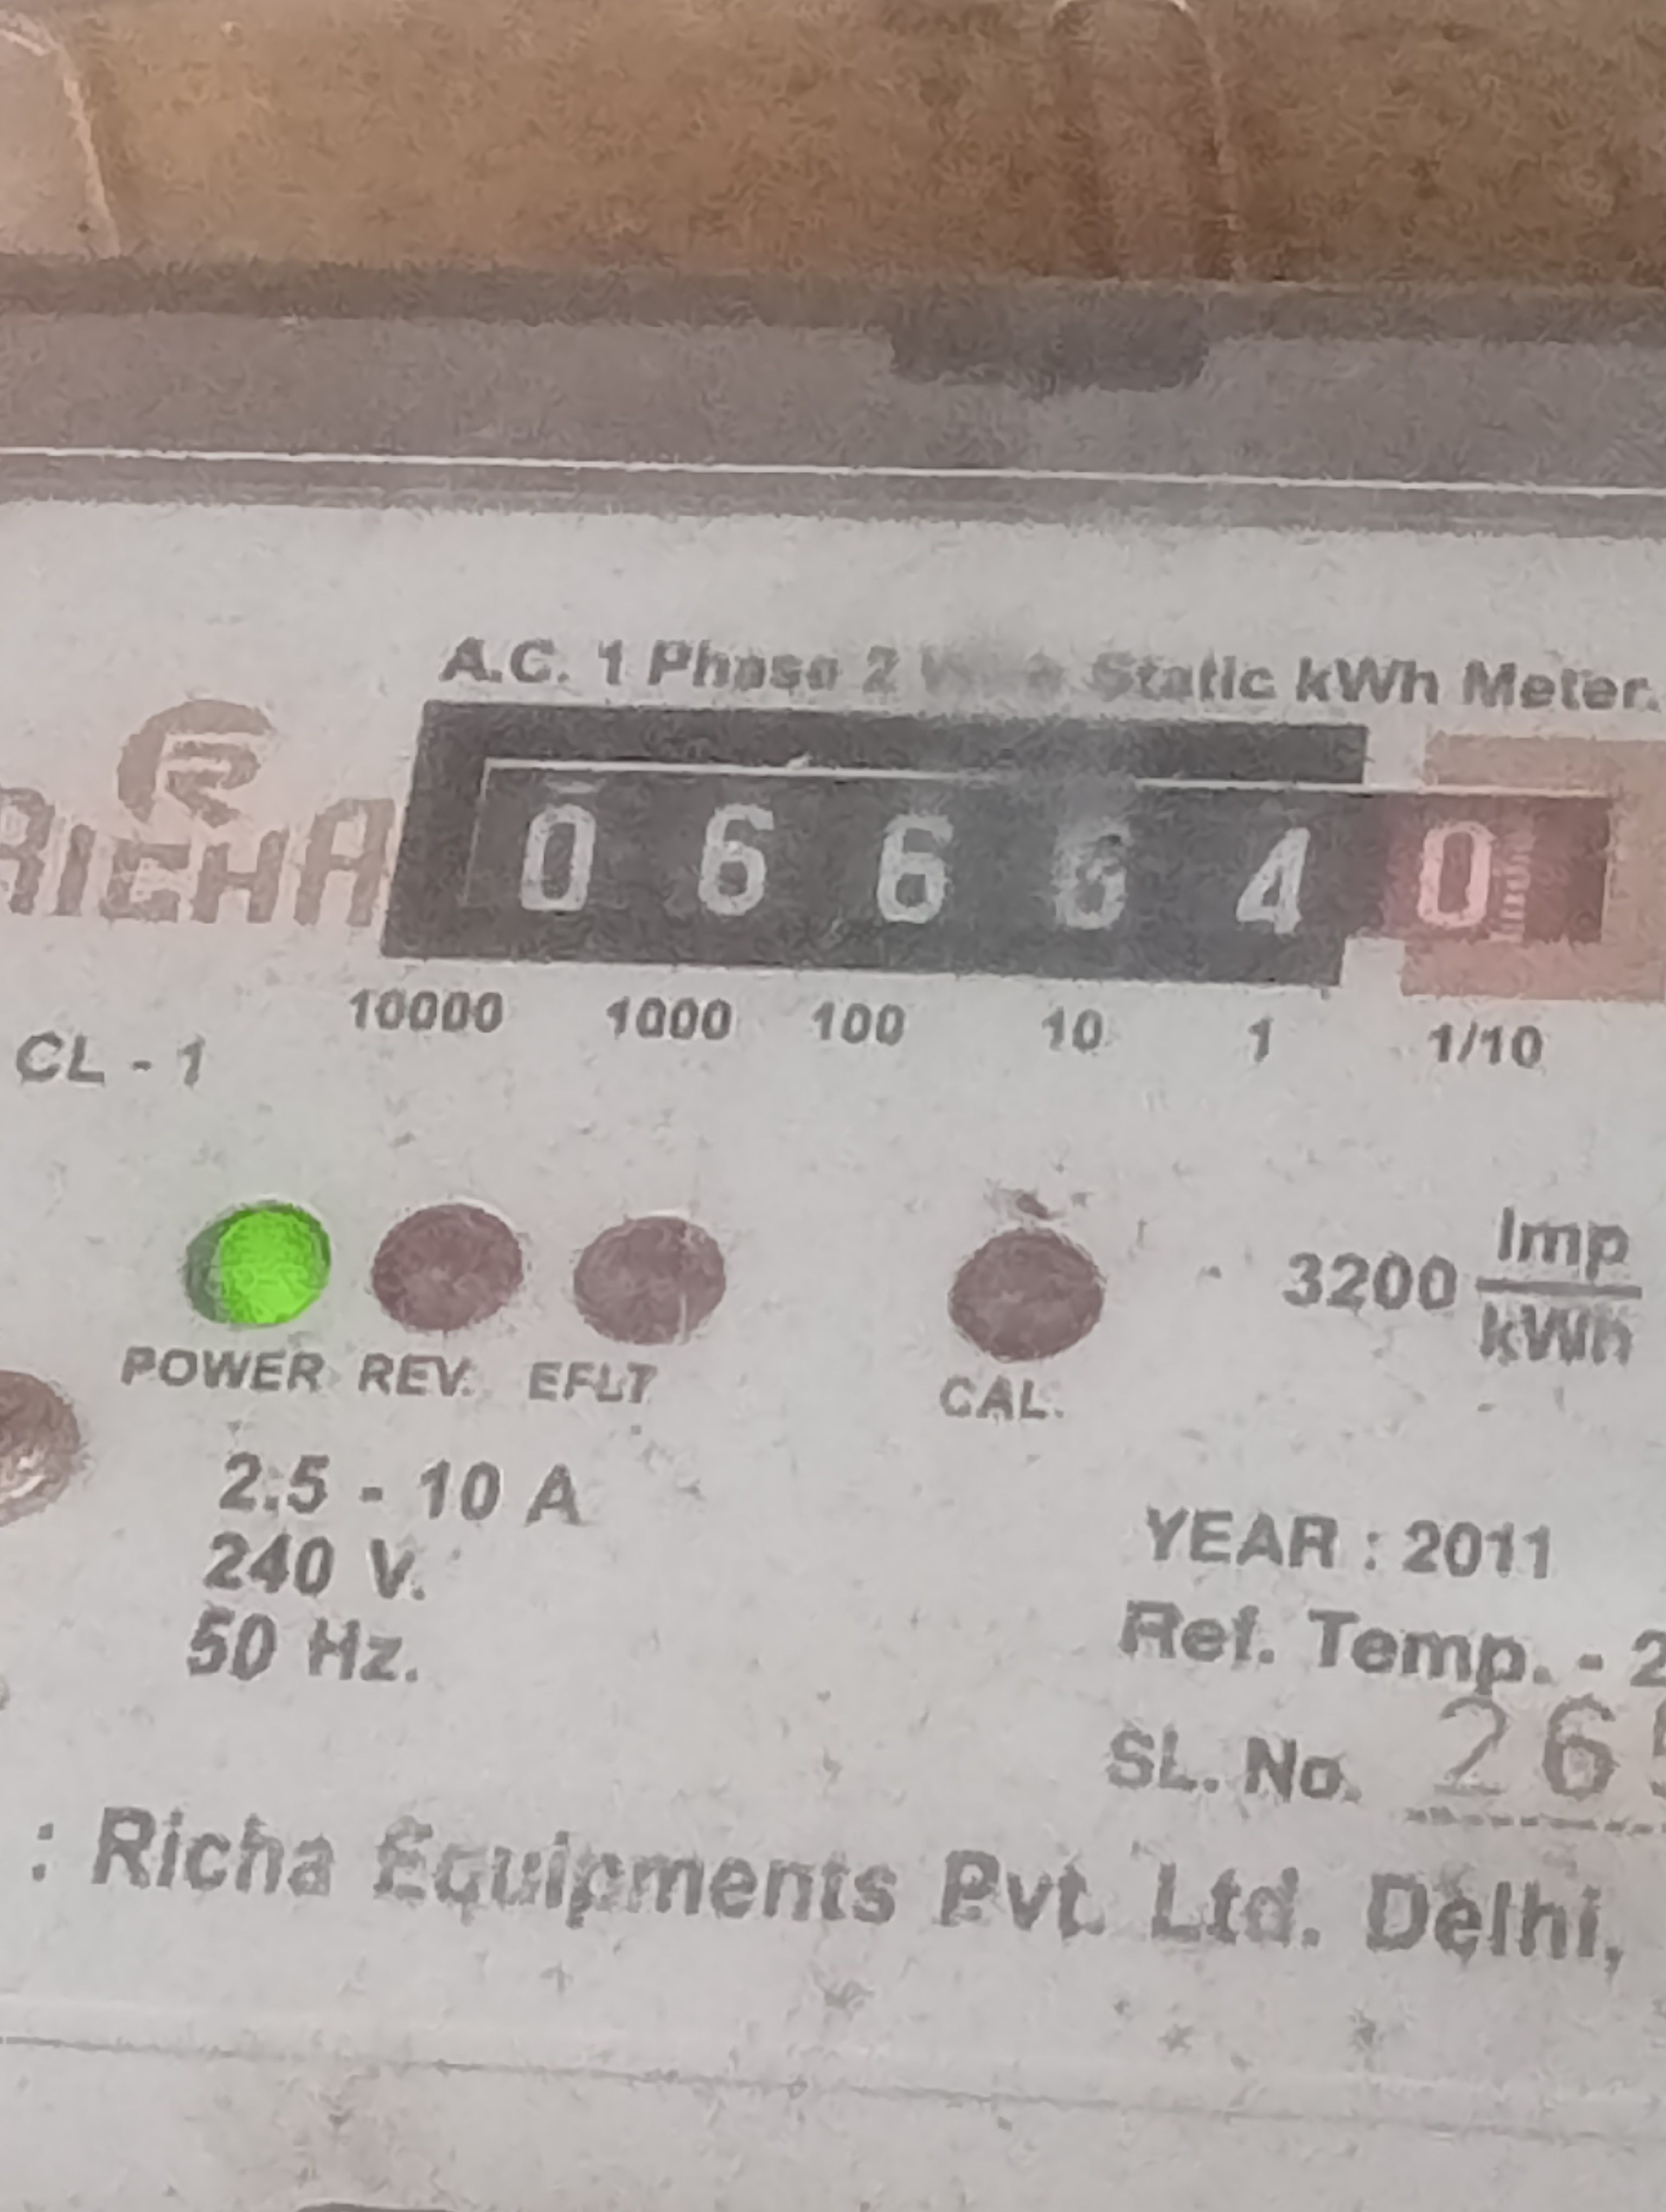 A.C. 1 Phase 2 Static kWh Meter.
RICHA
0 6 6 6 4 0
10000 1000 100 10 1 1/10
CL - 1
3200 Imp
kWh
POWER REV. EFLT CAL.
2.5 - 10 A
240 V.
50 Hz.
YEAR : 2011
Ref. Temp. - 2
SL. No. 26
: Richa Equipments Pvt. Ltd. Delhi,